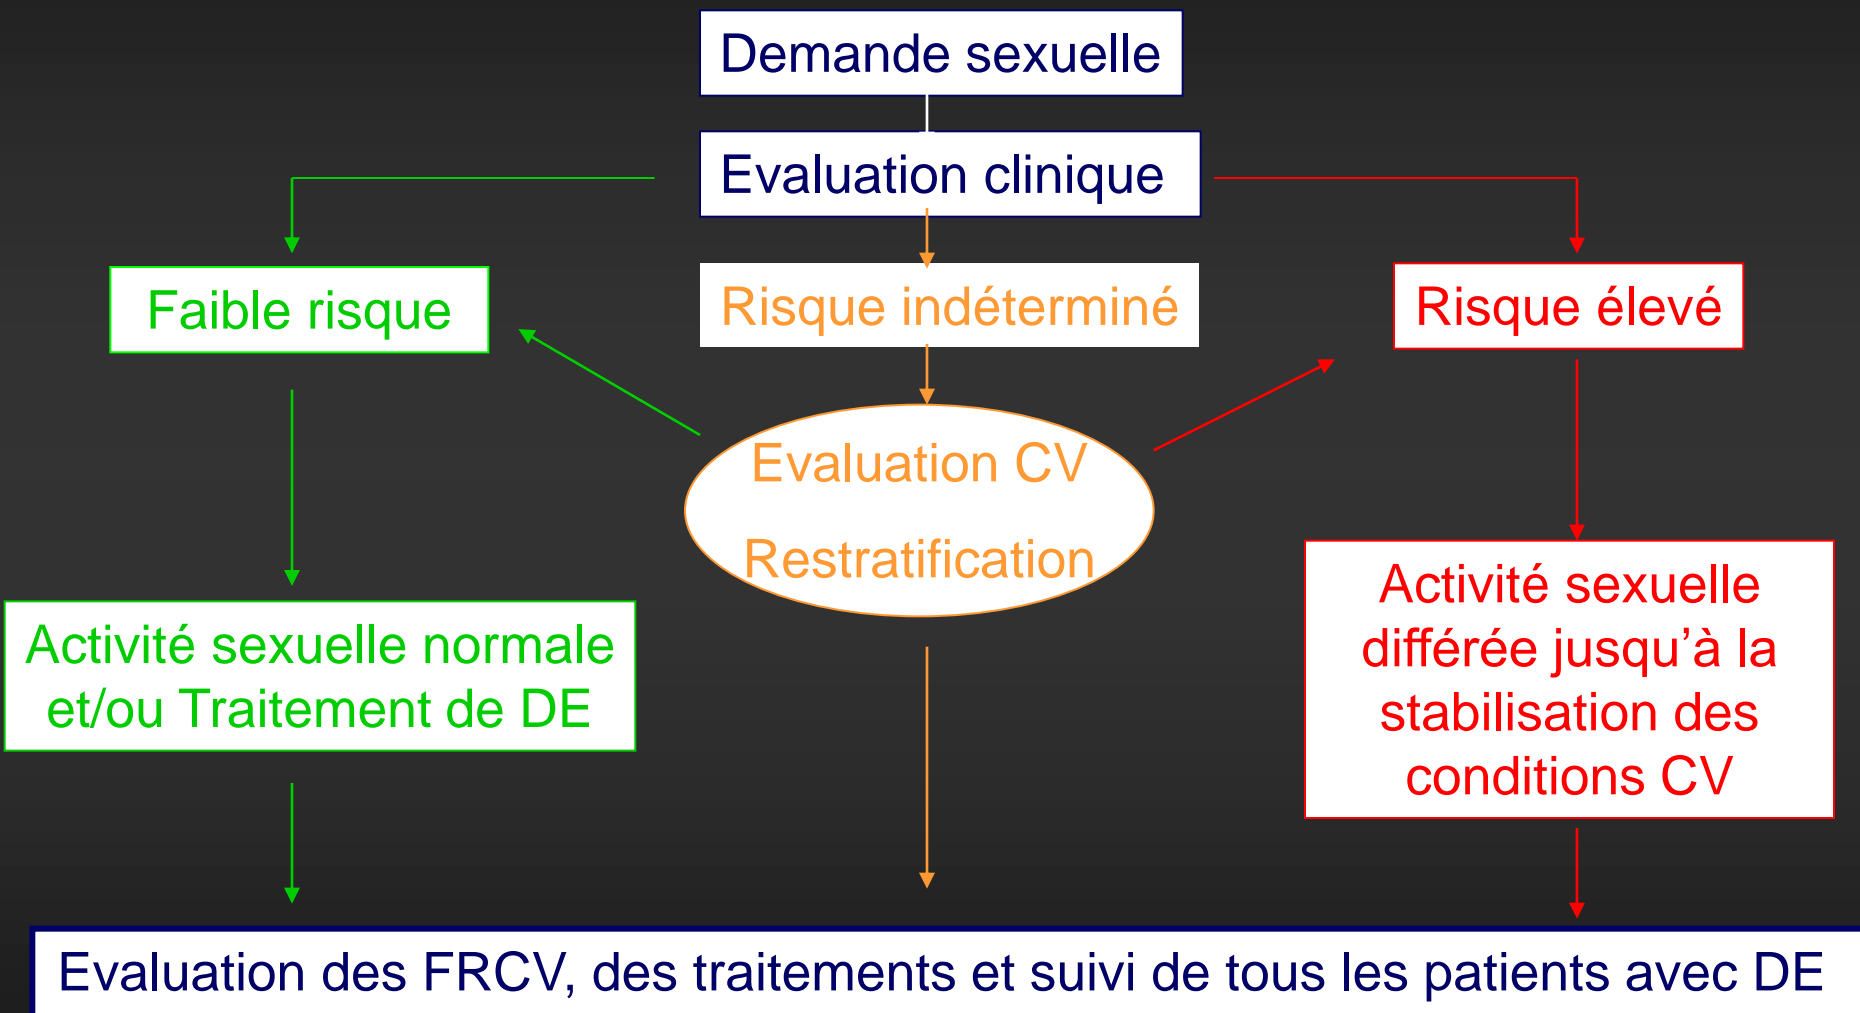 Demande sexuelle
Evaluation clinique
Faible risque
Risque indéterminé
Risque élevé
Evaluation CV
Restratification
Activité sexuelle normale
et/ou Traitement de DE
Activité sexuelle
différée jusqu’à la
stabilisation des
conditions CV
Evaluation des FRCV, des traitements et suivi de tous les patients avec DE